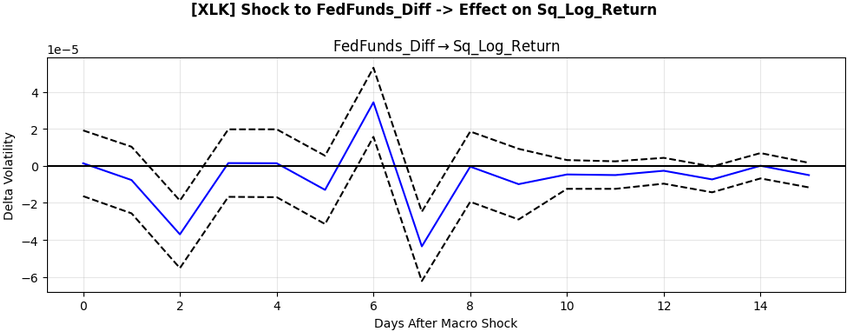 [XLK] Shock to FedFunds_Diff -> Effect on Sq_Log_Return
FedFunds_Diff → Sq_Log_Return
1e−5
4
2
0
−2
−4
−6
Delta Volatility
0 2 4 6 8 10 12 14
Days After Macro Shock